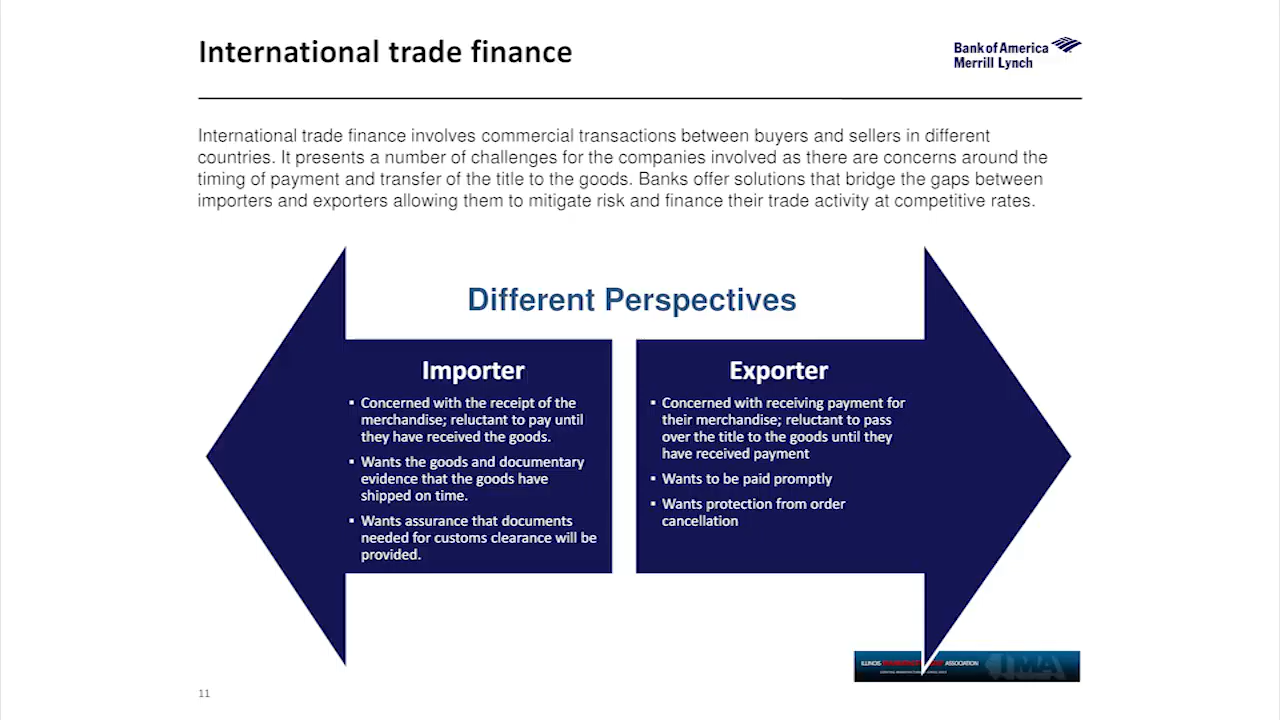 International trade finance
Bank of America
Merrill Lynch
International trade finance involves commercial transactions between buyers and sellers in different
countries. It presents a number of challenges for the companies involved as there are concerns around the
timing of payment and transfer of the title to the goods. Banks offer solutions that bridge the gaps between
importers and exporters allowing them to mitigate risk and finance their trade activity at competitive rates.
Different Perspectives
Importer
▪ Concerned with the receipt of the
merchandise; reluctant to pay until
they have received the goods.
▪ Wants the goods and documentary
evidence that the goods have
shipped on time.
▪ Wants assurance that documents
needed for customs clearance will be
provided.
Exporter
▪ Concerned with receiving payment for
their merchandise; reluctant to pass
over the title to the goods until they
have received payment
▪ Wants to be paid promptly
▪ Wants protection from order
cancellation
ILLINOIS ASSOCIATION
IMA
11